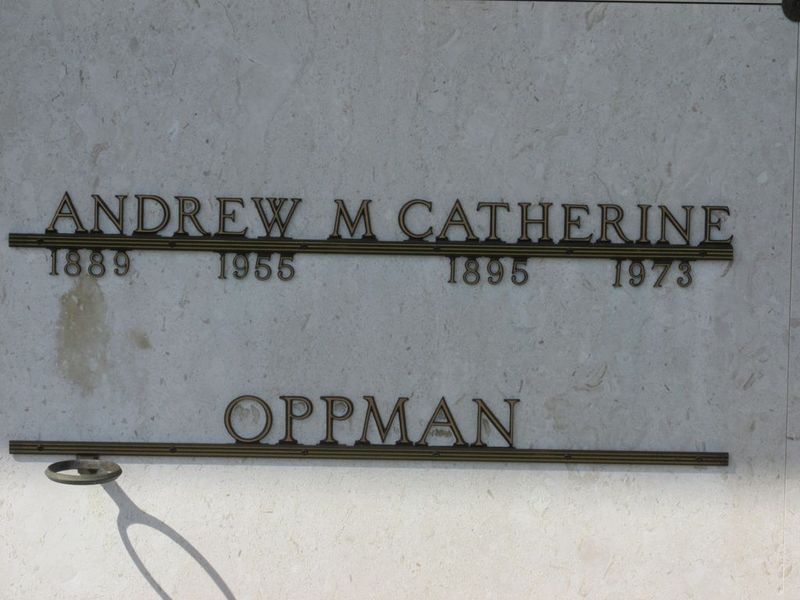 ANDREW M CATHERINE
1889 1955 1895 1973
OPPMAN